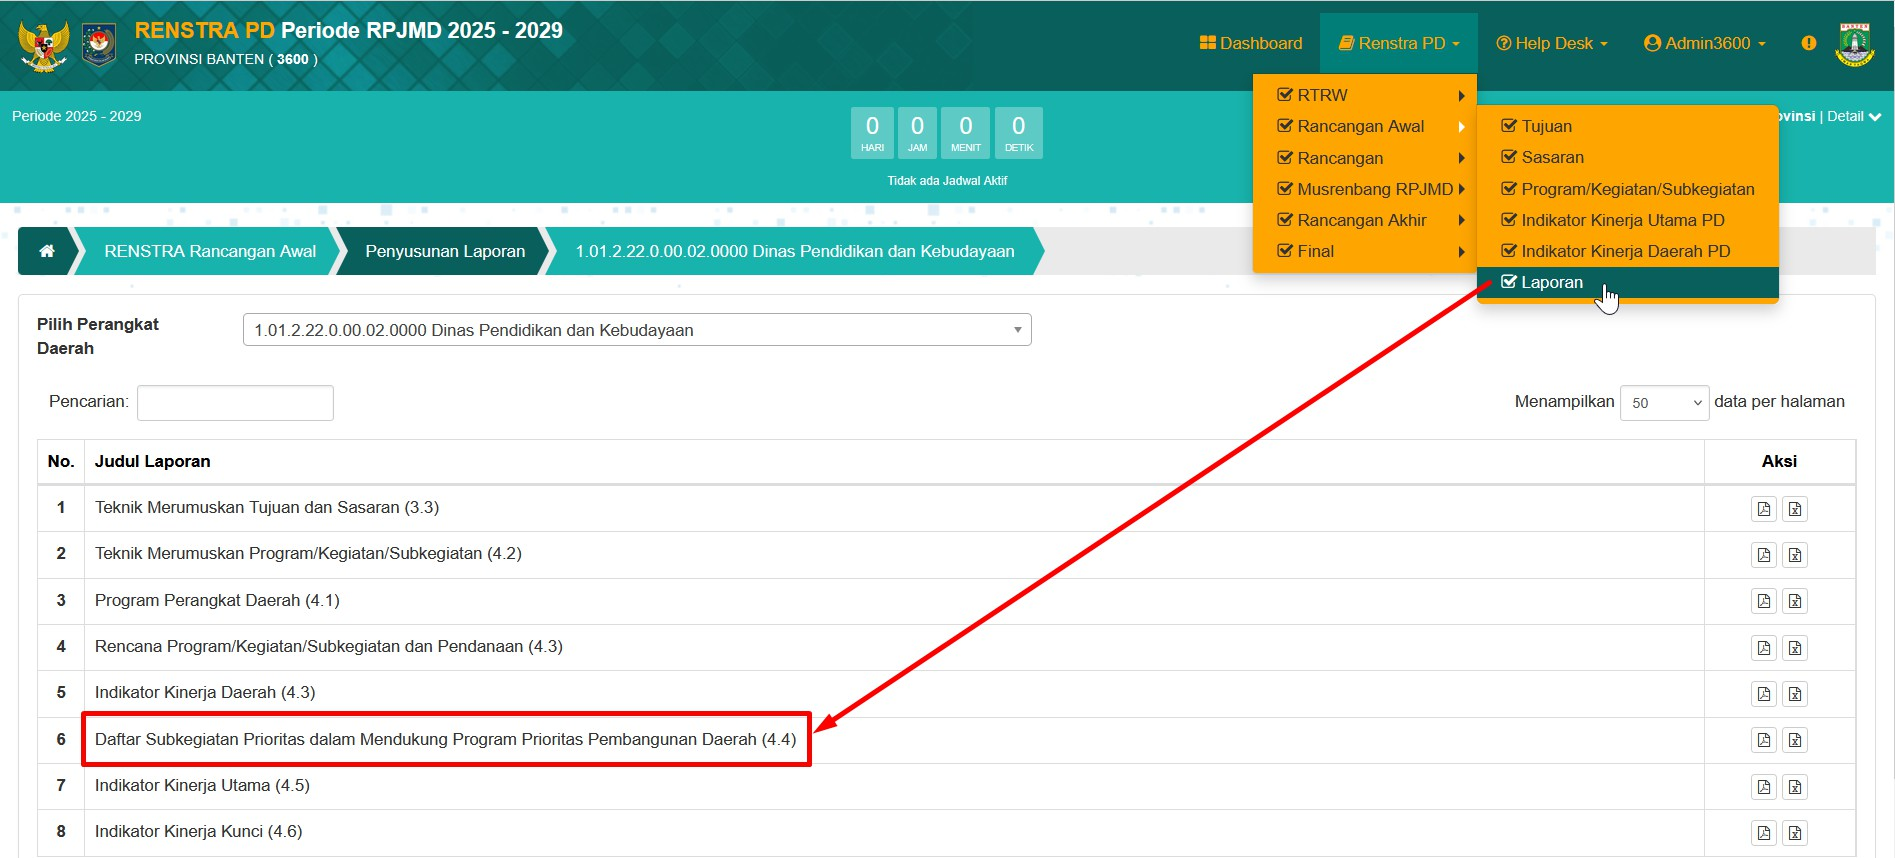 RENSTRA PD Periode RPJMD 2025 - 2029
PROVINSI BANTEN ( 3600 )
Dashboard
Renstra PD
Help Desk
Admin3600
Periode 2025 - 2029
0 0 0 0
HARI JAM MENIT DETIK
Tidak ada Jadwal Aktif
| Detail
RTRW
Rancangan Awal
Rancangan
Musrenbang RPJMD
Rancangan Akhir
Final
Tujuan
Sasaran
Program/Kegiatan/Subkegiatan
Indikator Kinerja Utama PD
Indikator Kinerja Daerah PD
Laporan
RENSTRA Rancangan Awal
Penyusunan Laporan
1.01.2.22.0.00.02.0000 Dinas Pendidikan dan Kebudayaan
Pilih Perangkat
Daerah
1.01.2.22.0.00.02.0000 Dinas Pendidikan dan Kebudayaan
Pencarian:
Menampilkan 50 data per halaman
No. Judul Laporan Aksi
1 Teknik Merumuskan Tujuan dan Sasaran (3.3)
2 Teknik Merumuskan Program/Kegiatan/Subkegiatan (4.2)
3 Program Perangkat Daerah (4.1)
4 Rencana Program/Kegiatan/Subkegiatan dan Pendanaan (4.3)
5 Indikator Kinerja Daerah (4.3)
6 Daftar Subkegiatan Prioritas dalam Mendukung Program Prioritas Pembangunan Daerah (4.4)
7 Indikator Kinerja Utama (4.5)
8 Indikator Kinerja Kunci (4.6)